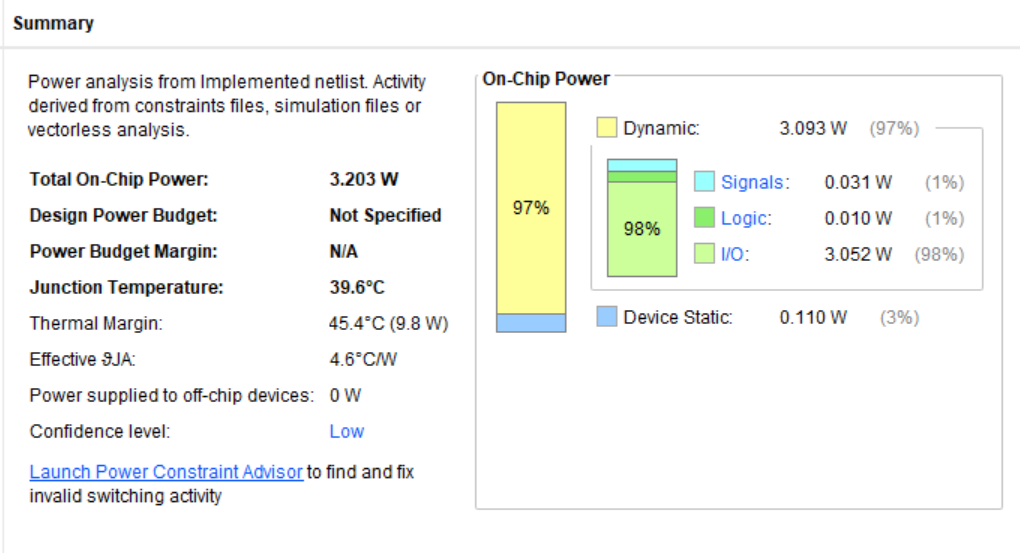 Summary
Power analysis from Implemented netlist. Activity
derived from constraints files, simulation files or
vectorless analysis.
Total On-Chip Power: 3.203 W
Design Power Budget: Not Specified
Power Budget Margin: N/A
Junction Temperature: 39.6°C
Thermal Margin: 45.4°C (9.8 W)
Effective ϑJA: 4.6°C/W
Power supplied to off-chip devices: 0 W
Confidence level: Low
Launch Power Constraint Advisor to find and fix
invalid switching activity
On-Chip Power
97%
Dynamic: 3.093 W (97%)
98%
Signals: 0.031 W (1%)
Logic: 0.010 W (1%)
I/O: 3.052 W (98%)
Device Static: 0.110 W (3%)